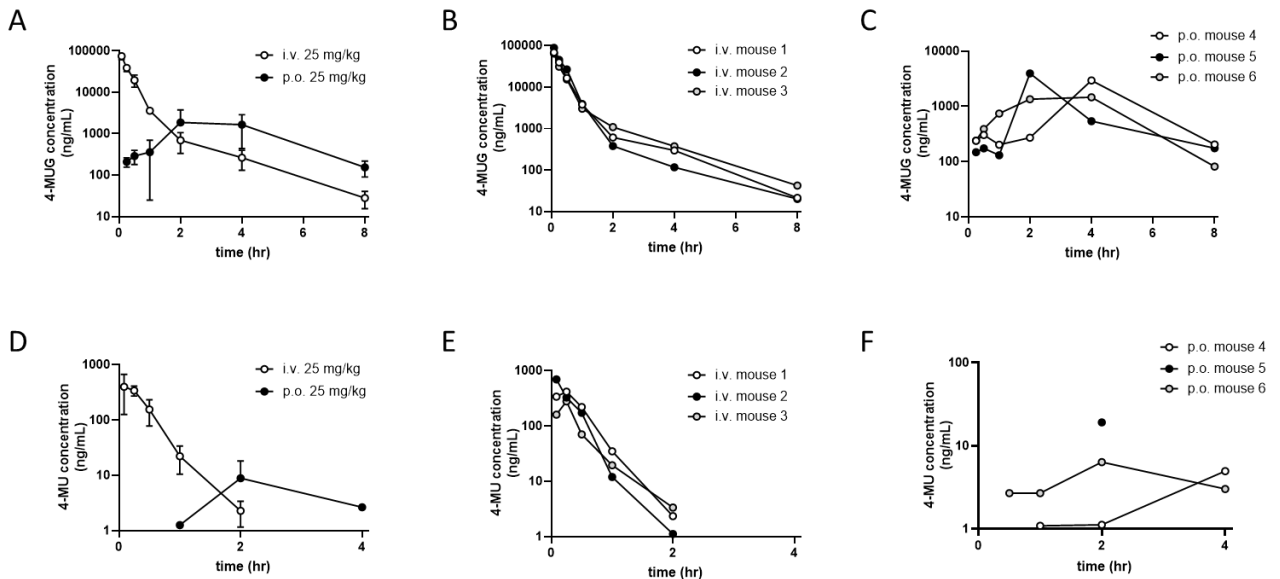 A
4-MUG concentration
(ng/mL)
100000
10000
1000
100
10
0
2
4
6
8
time (hr)
i.v. 25 mg/kg
p.o. 25 mg/kg
B
4-MUG concentration
(ng/mL)
100000
10000
1000
100
10
0
2
4
6
8
time (hr)
i.v. mouse 1
i.v. mouse 2
i.v. mouse 3
C
4-MUG concentration
(ng/mL)
10000
1000
100
10
0
2
4
6
8
time (hr)
p.o. mouse 4
p.o. mouse 5
p.o. mouse 6
D
4-MU concentration
(ng/mL)
1000
100
10
1
0
2
4
time (hr)
i.v. 25 mg/kg
p.o. 25 mg/kg
E
4-MU concentration
(ng/mL)
1000
100
10
1
0
2
4
time (hr)
i.v. mouse 1
i.v. mouse 2
i.v. mouse 3
F
4-MU concentration
(ng/mL)
100
10
1
0
2
4
time (hr)
p.o. mouse 4
p.o. mouse 5
p.o. mouse 6